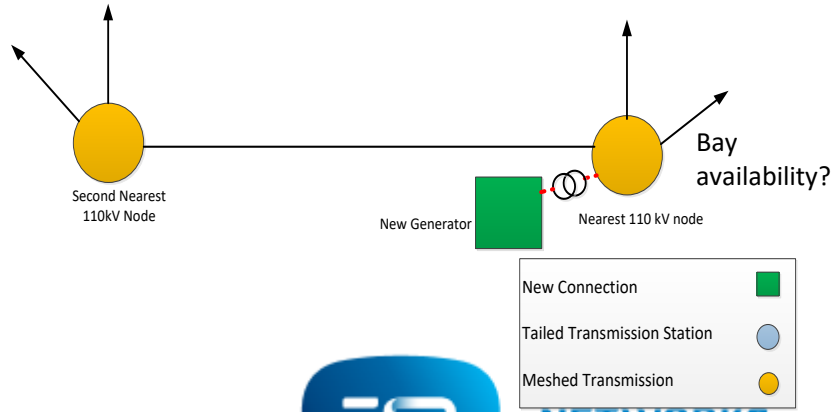 Bay
availability?
Second Nearest
110kV Node
New Generator
Nearest 110 kV node
New Connection
Tailed Transmission Station
Meshed Transmission